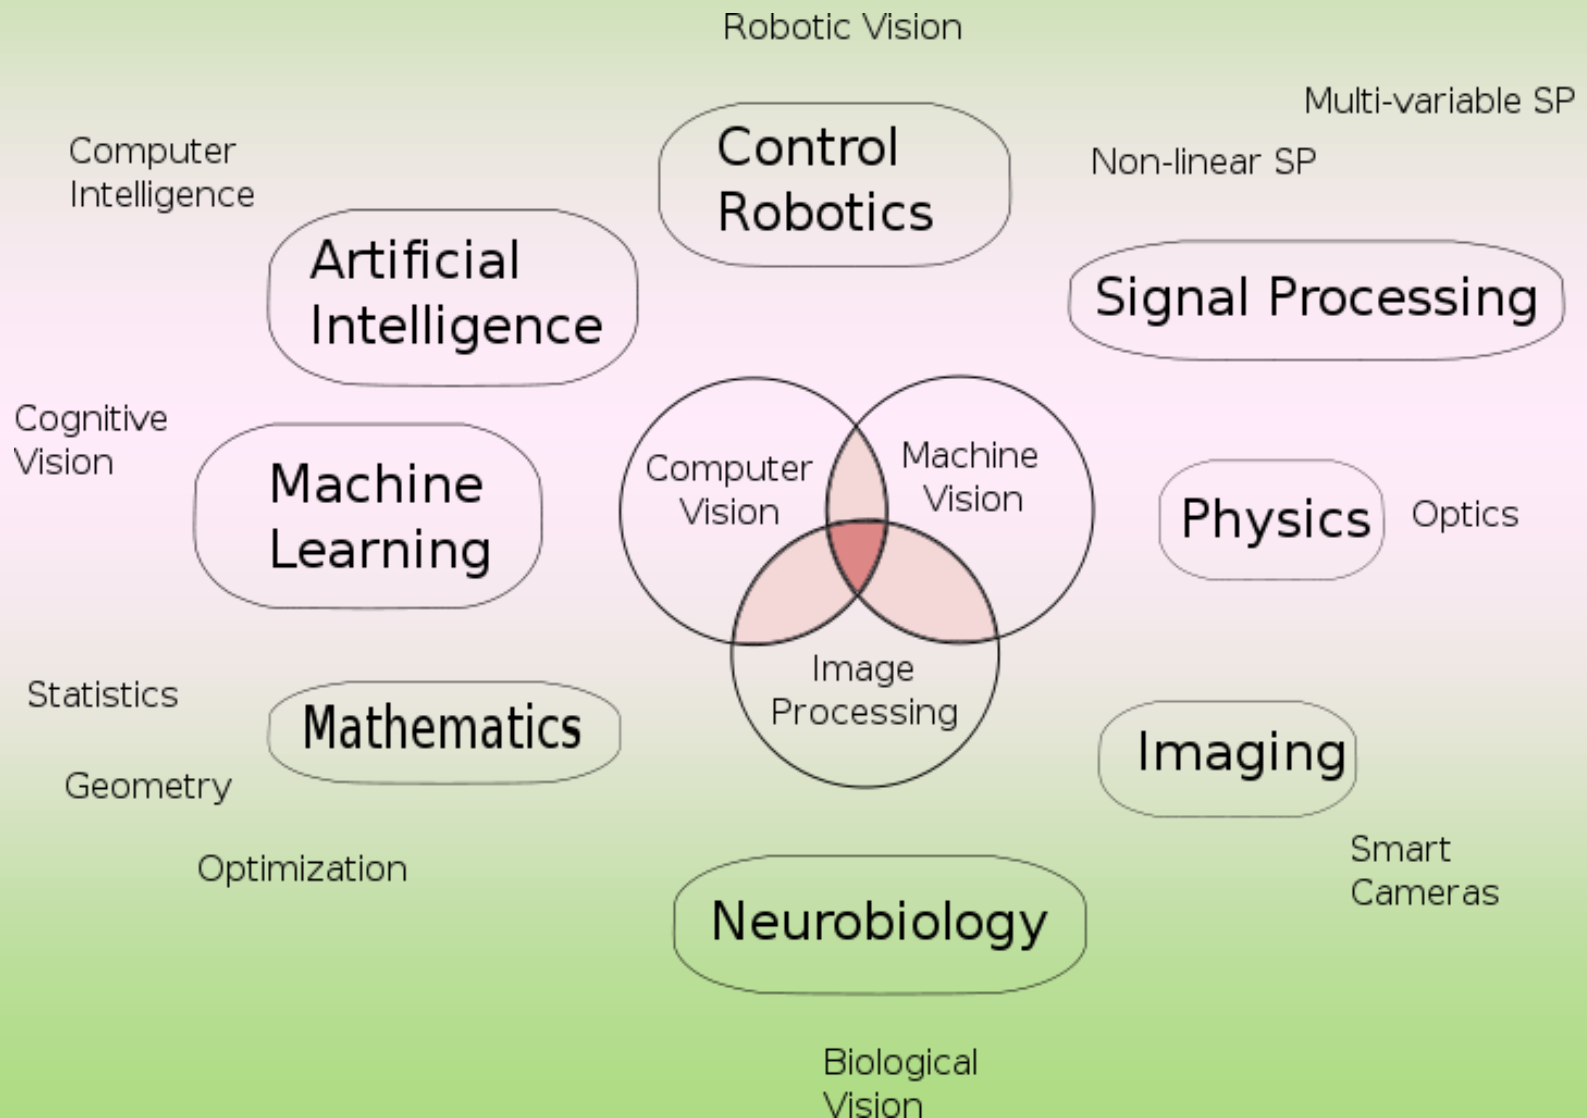 Robotic Vision
Multi-variable SP
Computer
Intelligence
Control
Robotics
Non-linear SP
Artificial
Intelligence
Signal Processing
Cognitive
Vision
Machine
Learning
Computer
Vision
Machine
Vision
Physics
Optics
Image
Processing
Statistics
Mathematics
Geometry
Imaging
Optimization
Smart
Cameras
Neurobiology
Biological
Vision